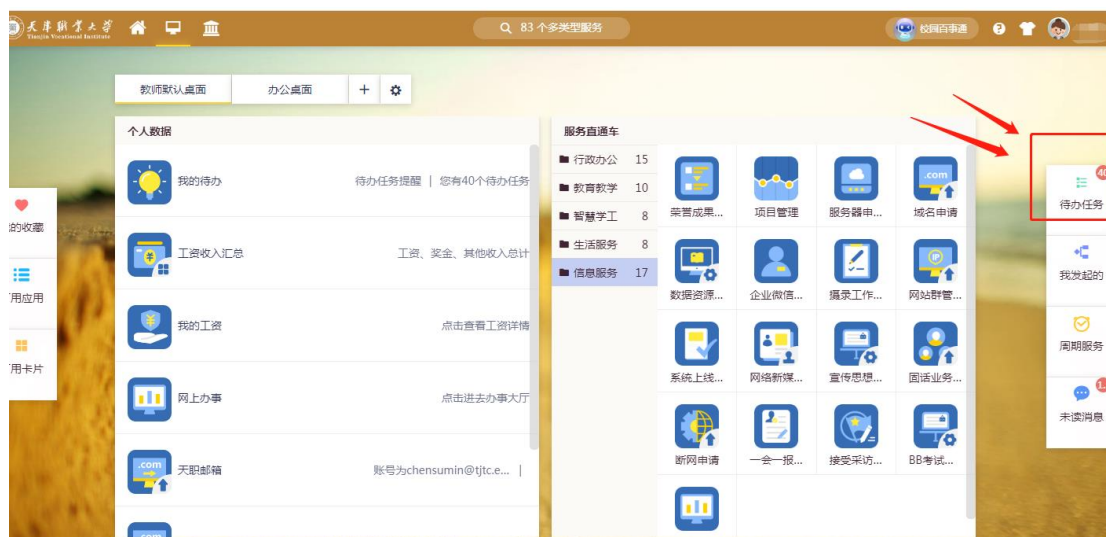 天津职业大学
Tianjin Vocational Institute
83 个多类型服务
校园百事通
教师默认桌面
办公桌面
个人数据
我的待办
待办任务提醒 | 您有40个待办任务
工资收入汇总
工资、奖金、其他收入总计
我的工资
点击查看工资详情
网上办事
点击进去办事大厅
.com
天职邮箱
账号为chensumin@tjtc.e... |
.com
服务直通车
行政办公 15
教育教学 10
智慧学工 8
生活服务 8
信息服务 17
.com
荣誉成果...
项目管理
服务器申...
域名申请
IP
数据资源...
企业微信...
摄录工作...
网站群管...
系统上线...
网络新媒...
宣传思想...
固话业务...
断网申请
一会一报...
接受采访...
BB考试...
的收藏
用应用
用卡片
40
待办任务
我发起的
周期服务
1..
未读消息